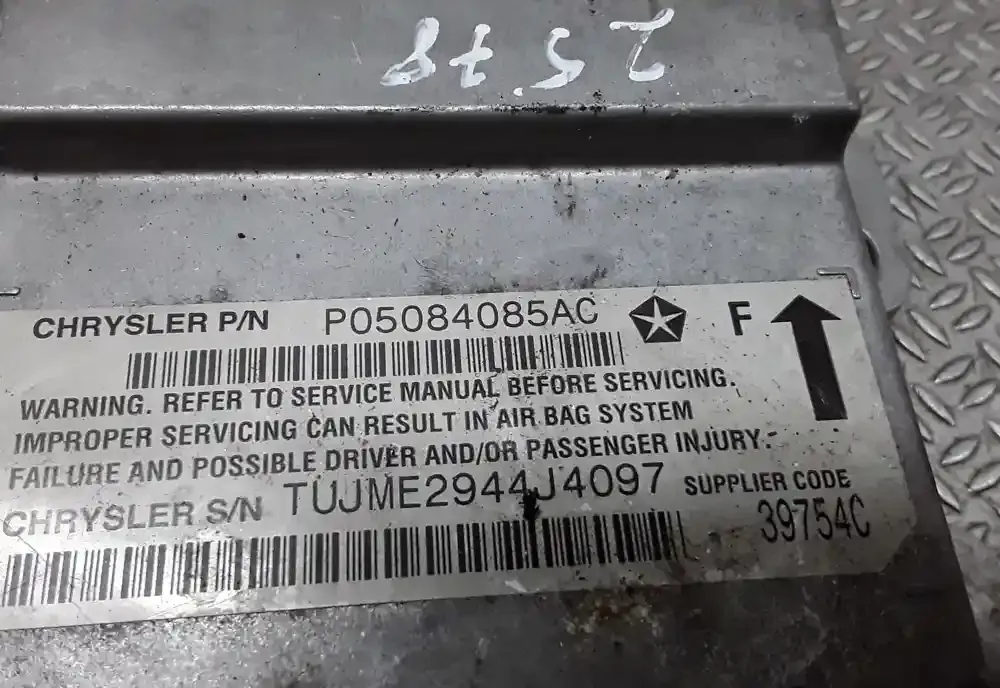 2578
CHRYSLER P/N P05084085AC F
WARNING. REFER TO SERVICE MANUAL BEFORE SERVICING.
IMPROPER SERVICING CAN RESULT IN AIR BAG SYSTEM
FAILURE AND POSSIBLE DRIVER AND/OR PASSENGER INJURY.
CHRYSLER S/N TUJME2944J4097 SUPPLIER CODE
39754C